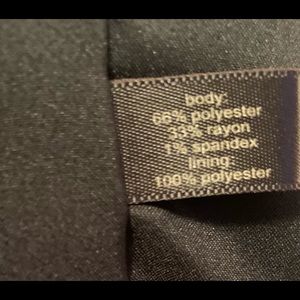 body:
66% polyester
33% rayon
1% spandex
lining:
100% polyester